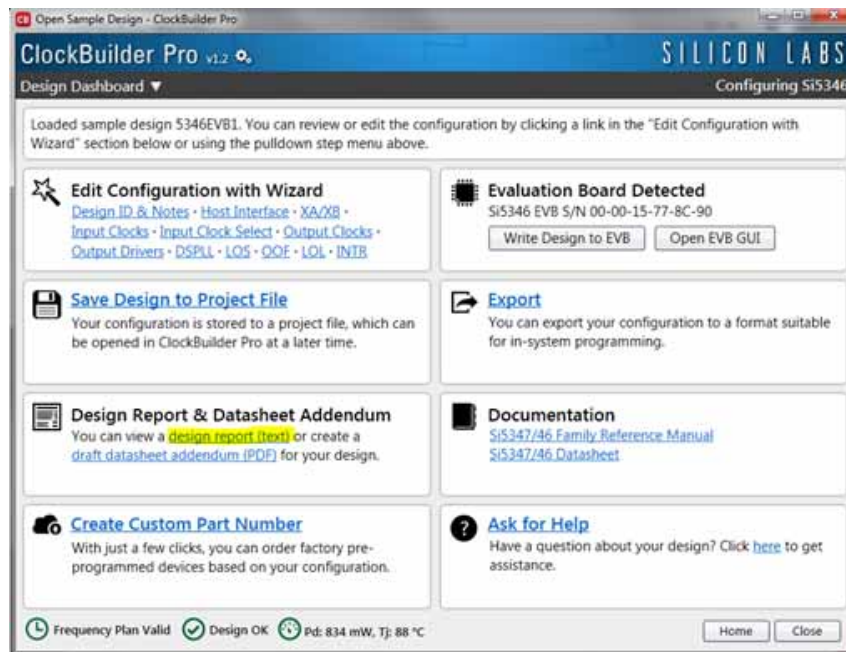 Open Sample Design - ClockBuilder Pro
ClockBuilder Pro v1.2
SILICON LABS
Design Dashboard ▼
Configuring Si5346
Loaded sample design 5346EVB1. You can review or edit the configuration by clicking a link in the "Edit Configuration with
Wizard" section below or using the pulldown step menu above.
Edit Configuration with Wizard
Design ID & Notes · Host Interface · XA/XB ·
Input Clocks · Input Clock Select · Output Clocks ·
Output Drivers · DSPLL · LOS · OOF · LOL · INTR
Evaluation Board Detected
Si5346 EVB S/N 00-00-15-77-8C-90
Write Design to EVB
Open EVB GUI
Save Design to Project File
Your configuration is stored to a project file, which can
be opened in ClockBuilder Pro at a later time.
Export
You can export your configuration to a format suitable
for in-system programming.
Design Report & Datasheet Addendum
You can view a design report (text) or create a
draft datasheet addendum (PDF) for your design.
Documentation
Si5347/46 Family Reference Manual
Si5347/46 Datasheet
Create Custom Part Number
With just a few clicks, you can order factory pre-
programmed devices based on your configuration.
Ask for Help
Have a question about your design? Click here to get
assistance.
Frequency Plan Valid
Design OK
Pd: 834 mW, Tj: 88 °C
Home
Close